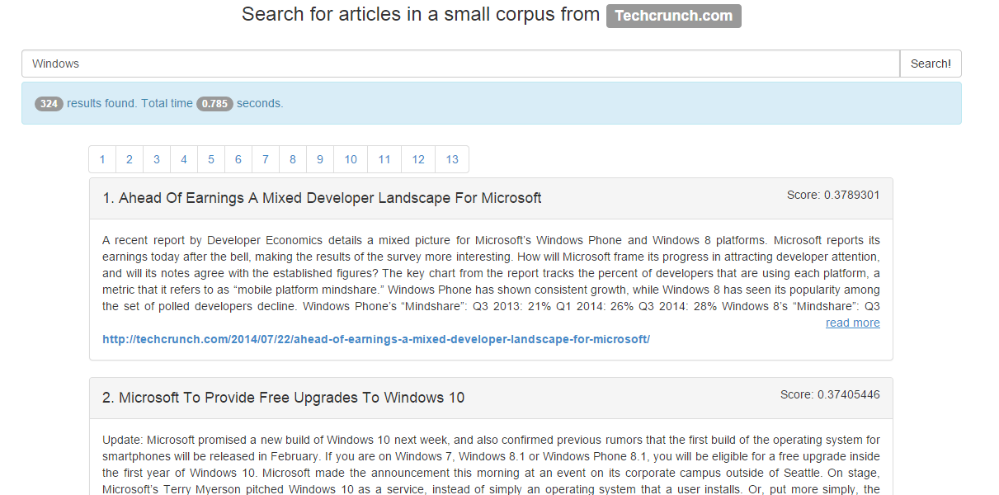 Search for articles in a small corpus from Techcrunch.com
Windows
Search!
324 results found. Total time 0.785 seconds.
1 2 3 4 5 6 7 8 9 10 11 12 13
1. Ahead Of Earnings A Mixed Developer Landscape For Microsoft
Score: 0.3789301
A recent report by Developer Economics details a mixed picture for Microsoft's Windows Phone and Windows 8 platforms. Microsoft reports its
earnings today after the bell, making the results of the survey more interesting. How will Microsoft frame its progress in attracting developer attention,
and will its notes agree with the established figures? The key chart from the report tracks the percent of developers that are using each platform, a
metric that it refers to as “mobile platform mindshare.” Windows Phone has shown consistent growth, while Windows 8 has seen its popularity among
the set of polled developers decline. Windows Phone's “Mindshare”: Q3 2013: 21% Q1 2014: 26% Q3 2014: 28% Windows 8's “Mindshare”: Q3
read more
http://techcrunch.com/2014/07/22/ahead-of-earnings-a-mixed-developer-landscape-for-microsoft/
2. Microsoft To Provide Free Upgrades To Windows 10
Score: 0.37405446
Update: Microsoft promised a new build of Windows 10 next week, and also confirmed previous rumors that the first build of the operating system for
smartphones will be released in February. If you are on Windows 7, Windows 8.1 or Windows Phone 8.1, you will be eligible for a free upgrade inside
the first year of Windows 10. Microsoft made the announcement this morning at an event on its corporate campus outside of Seattle. On stage,
Microsoft's Terry Myerson pitched Windows 10 as a service, instead of simply an operating system that a user installs. Or, put more simply, the